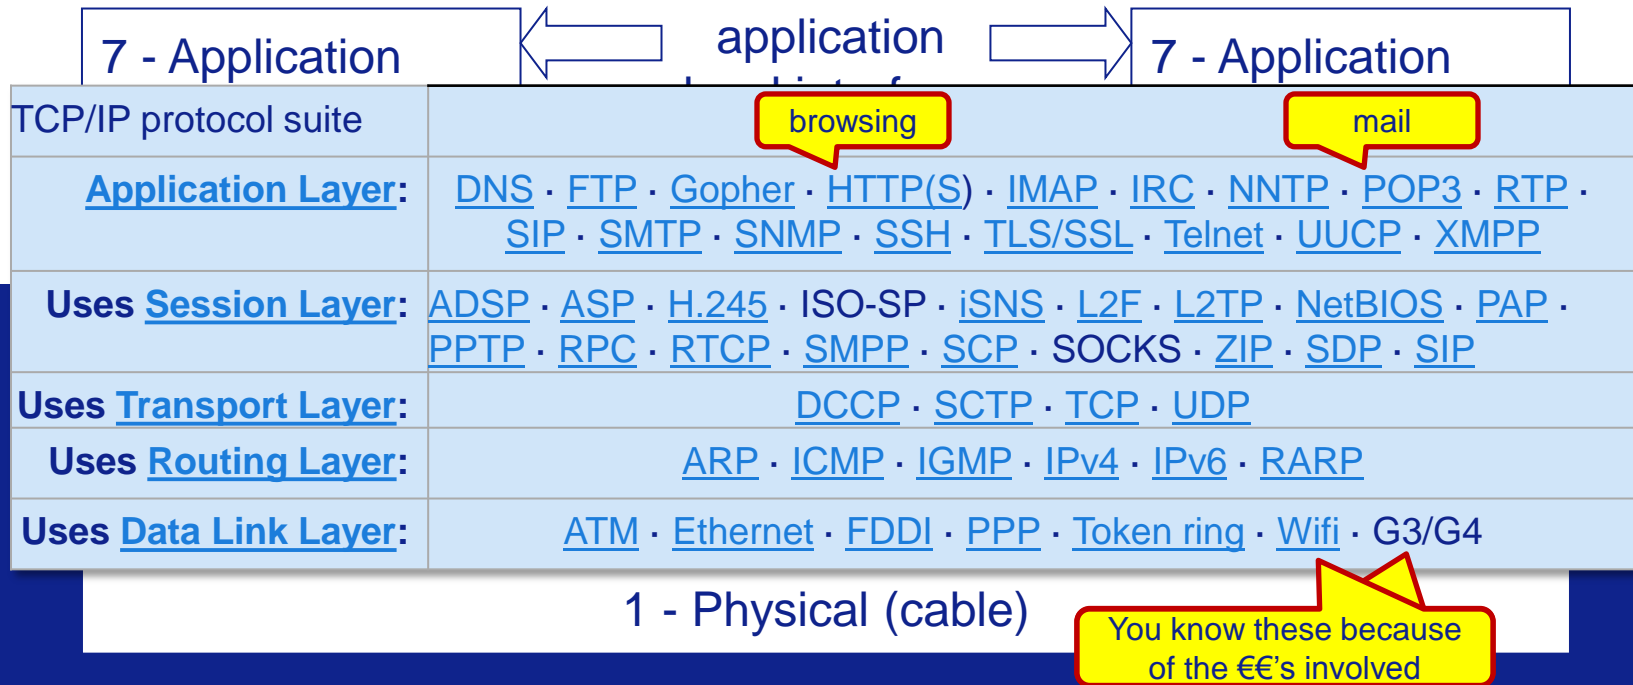 7 - Application
application
7 - Application
TCP/IP protocol suite
browsing
mail
Application Layer:
DNS · FTP · Gopher · HTTP(S) · IMAP · IRC · NNTP · POP3 · RTP ·
SIP · SMTP · SNMP · SSH · TLS/SSL · Telnet · UUCP · XMPP
Uses Session Layer:
ADSP · ASP · H.245 · ISO-SP · iSNS · L2F · L2TP · NetBIOS · PAP ·
PPTP · RPC · RTCP · SMPP · SCP · SOCKS · ZIP · SDP · SIP
Uses Transport Layer:
DCCP · SCTP · TCP · UDP
Uses Routing Layer:
ARP · ICMP · IGMP · IPv4 · IPv6 · RARP
Uses Data Link Layer:
ATM · Ethernet · FDDI · PPP · Token ring · Wifi · G3/G4
1 - Physical (cable)
You know these because
of the €€'s involved